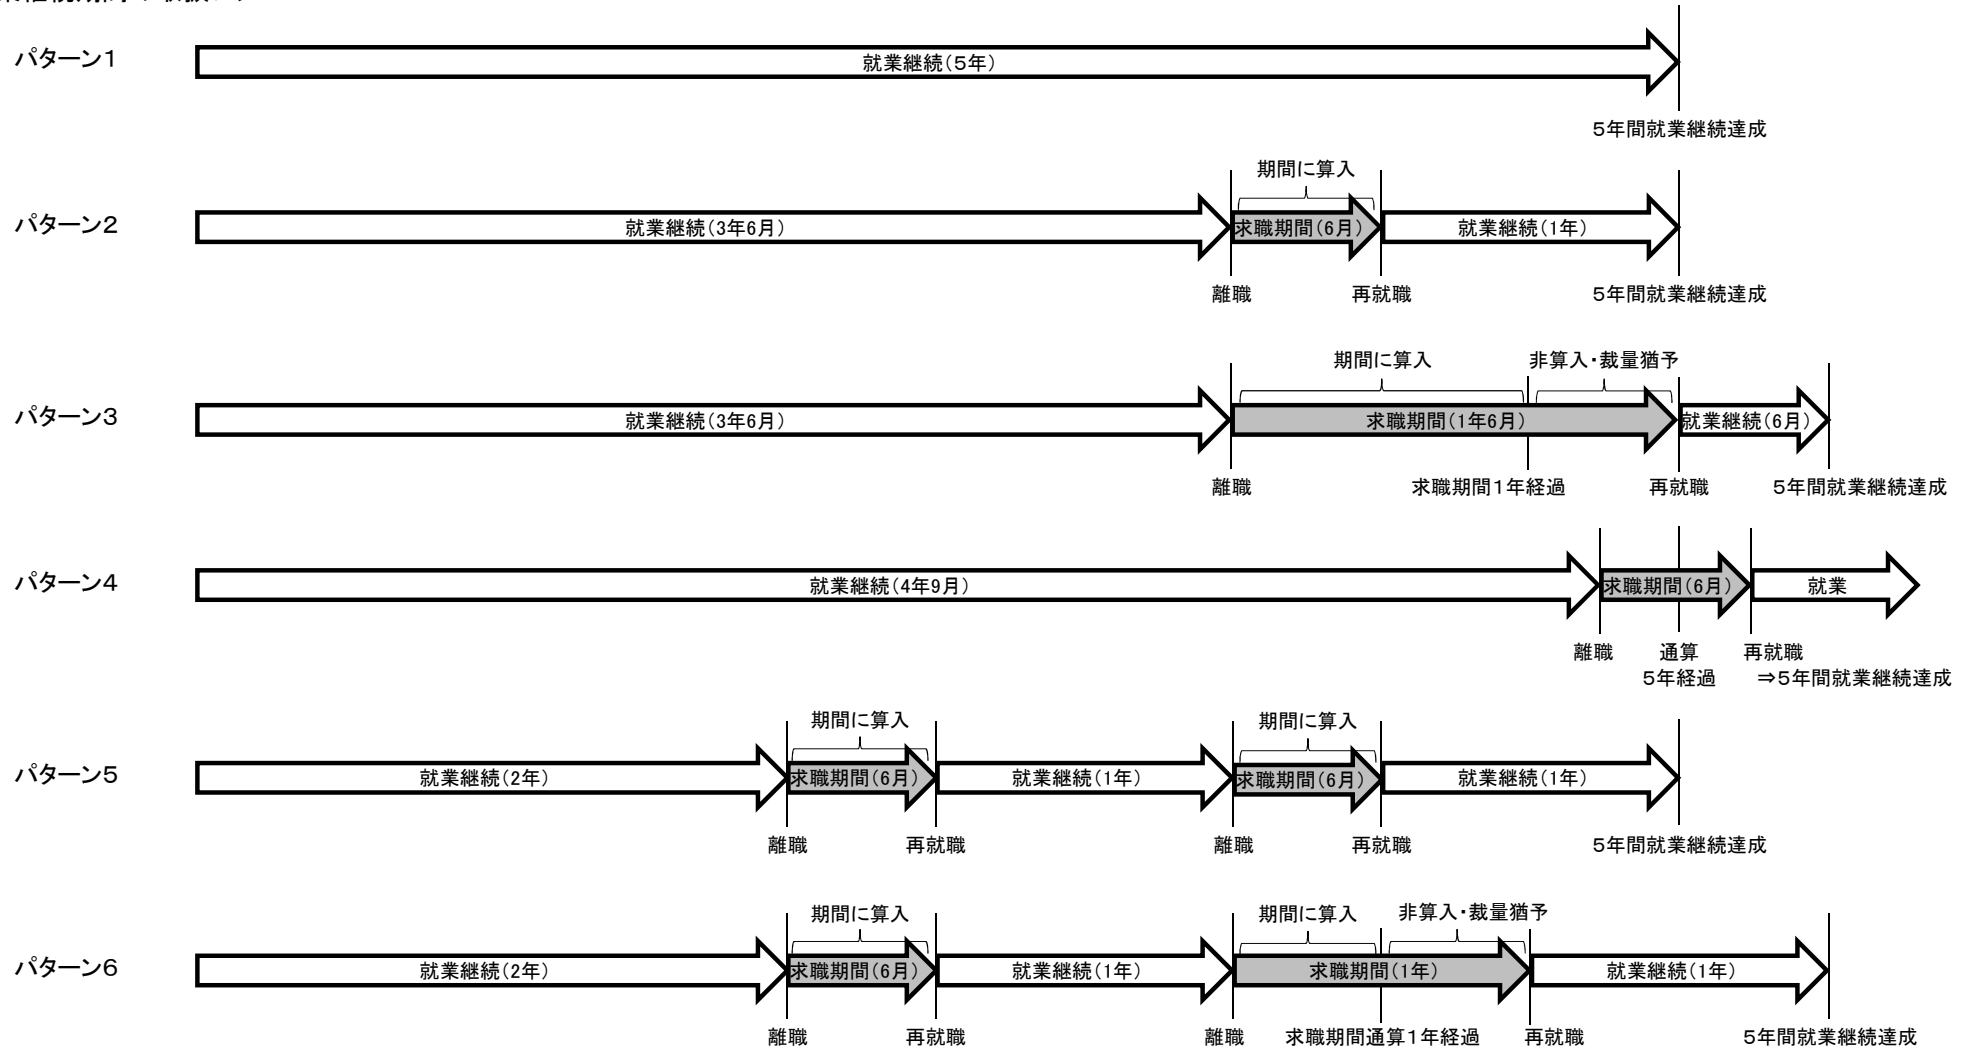 パターン１
就業継続（５年）
５年間就業継続達成
パターン２
期間に算入
就業継続（3年6月）
求職期間（6月）
就業継続（1年）
離職
再就職
５年間就業継続達成
パターン３
期間に算入
非算入・裁量猶予
就業継続（3年6月）
求職期間（1年6月）
就業継続（6月）
離職
求職期間１年経過
再就職
５年間就業継続達成
パターン４
就業継続（4年9月）
求職期間（6月）
就業
離職
通算
５年経過
再就職
⇒５年間就業継続達成
パターン５
期間に算入
期間に算入
就業継続（2年）
求職期間（6月）
就業継続（1年）
求職期間（6月）
就業継続（1年）
離職
再就職
離職
再就職
５年間就業継続達成
パターン６
期間に算入
期間に算入
非算入・裁量猶予
就業継続（2年）
求職期間（6月）
就業継続（1年）
求職期間（1年）
就業継続（1年）
離職
再就職
離職
求職期間通算１年経過
再就職
５年間就業継続達成